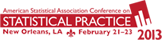 American Statistical Association Conference on
STATISTICAL PRACTICE
New Orleans, LA February 21–23
2013